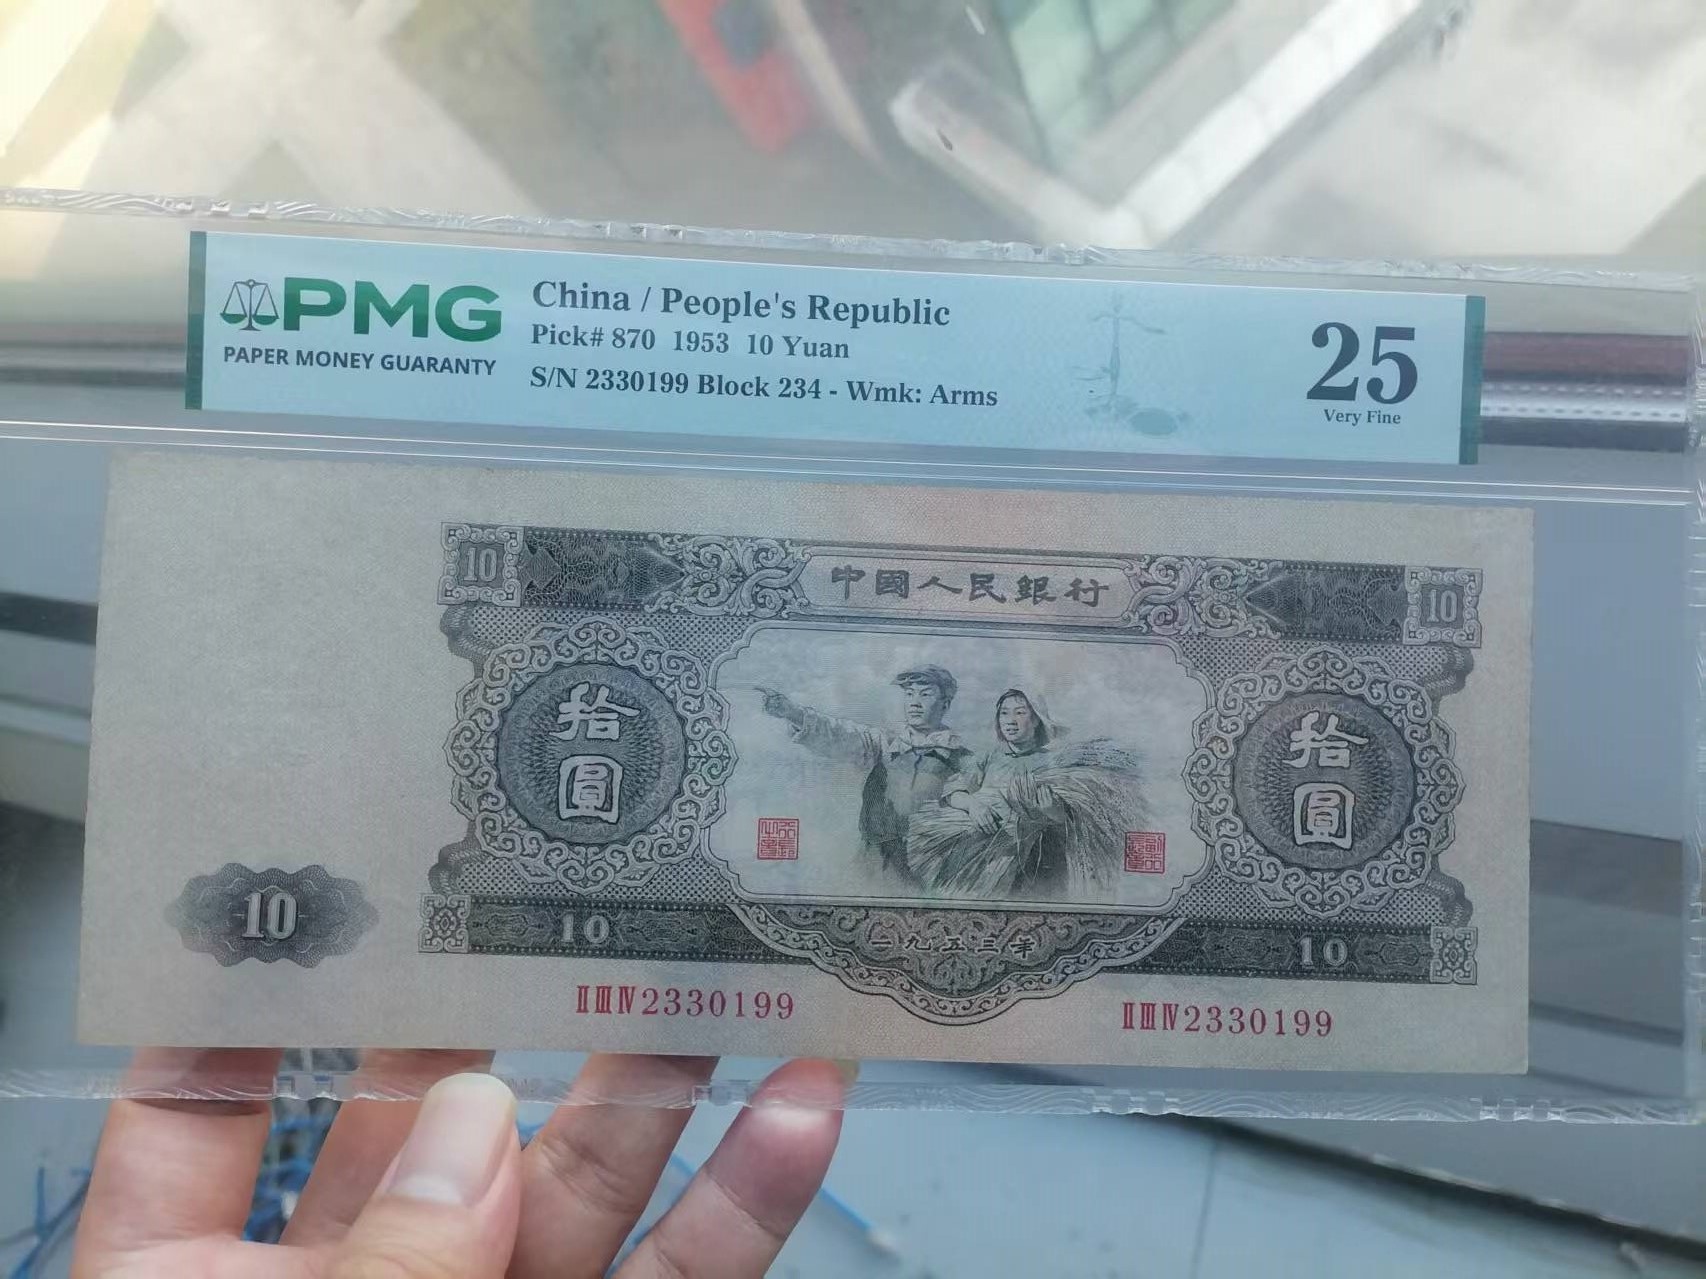 PMG
PAPER MONEY GUARANTY
China / People's Republic
Pick# 870 1953 10 Yuan
S/N 2330199 Block 234 - Wmk: Arms
25
Very Fine
10
中國人民銀行
10
拾圓
拾圓
10
10
一九五三年
10
ⅡⅢⅣ2330199
ⅡⅢⅣ2330199